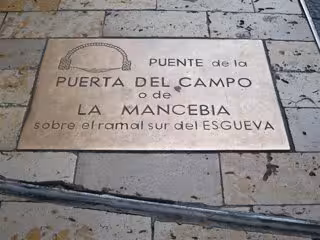 PUENTE de la
PUERTA DEL CAMPO
o de
LA MANCEBIA
sobre el ramal sur del ESGUEVA